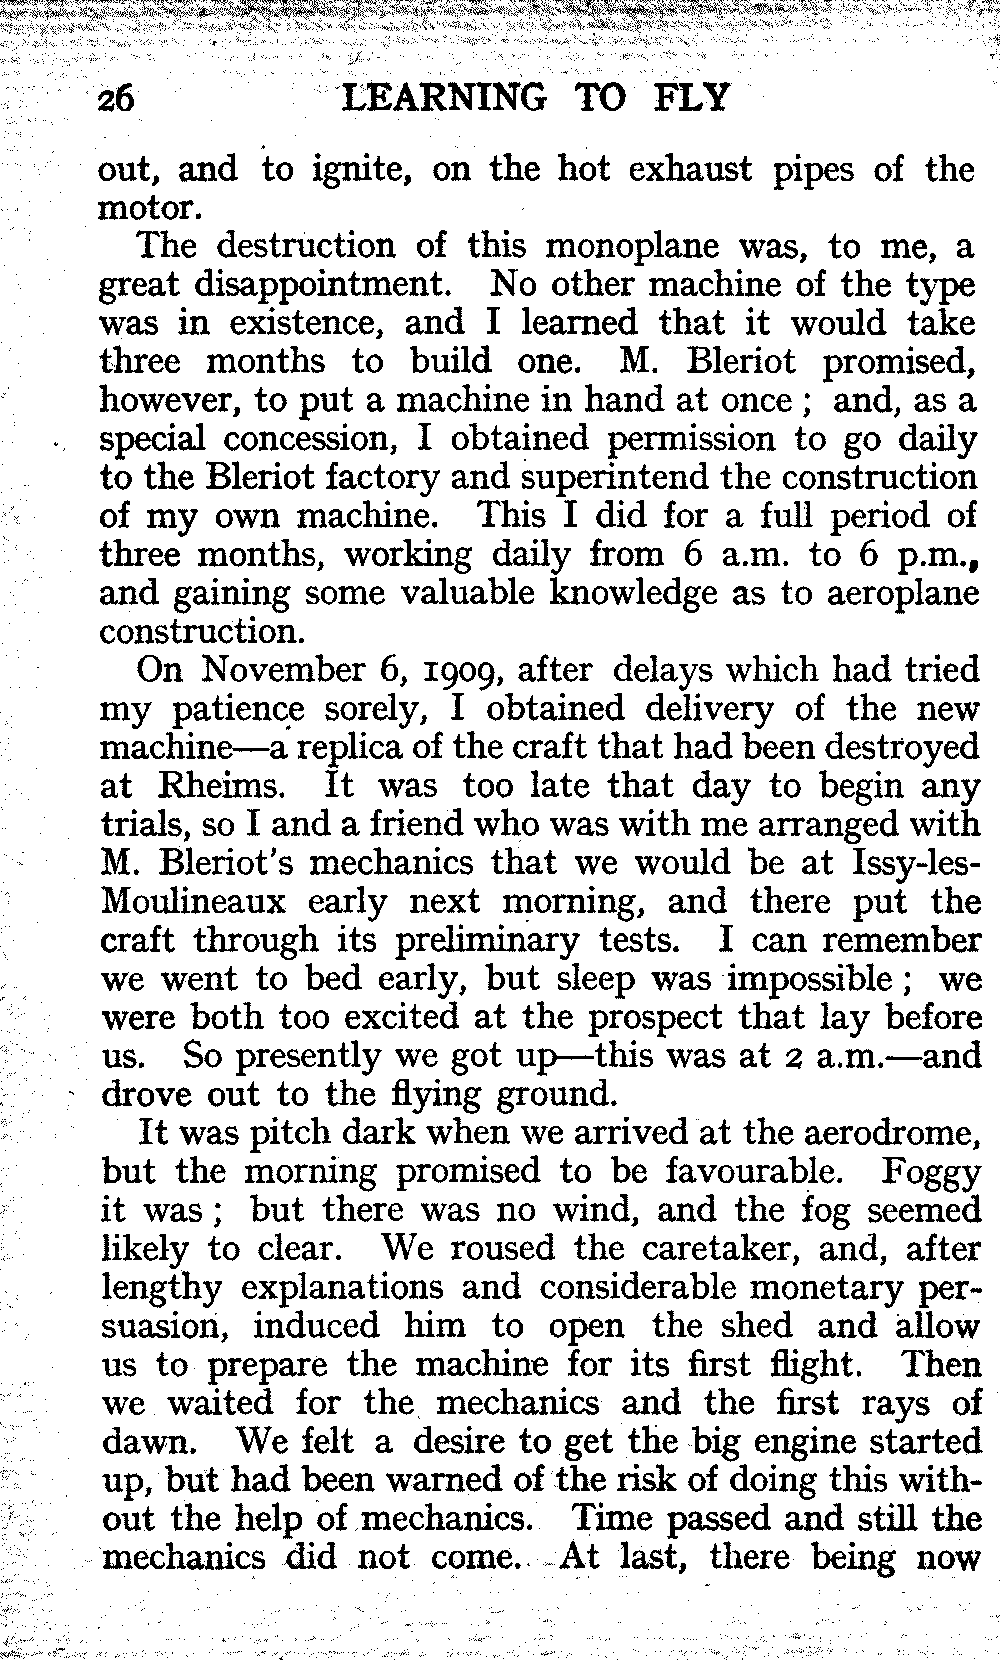 26 LEARNING TO FLY
out, and to ignite, on the hot exhaust pipes of the
motor.
The destruction of this monoplane was, to me, a
great disappointment. No other machine of the type
was in existence, and I learned that it would take
three months to build one. M. Bleriot promised,
however, to put a machine in hand at once ; and, as a
special concession, I obtained permission to go daily
to the Bleriot factory and superintend the construction
of my own machine. This I did for a full period of
three months, working daily from 6 a.m. to 6 p.m.,
and gaining some valuable knowledge as to aeroplane
construction.
On November 6, 1909, after delays which had tried
my patience sorely, I obtained delivery of the new
machine—a replica of the craft that had been destroyed
at Rheims. It was too late that day to begin any
trials, so I and a friend who was with me arranged with
M. Bleriot's mechanics that we would be at Issy-les-
Moulineaux early next morning, and there put the
craft through its preliminary tests. I can remember
we went to bed early, but sleep was impossible ; we
were both too excited at the prospect that lay before
us. So presently we got up—this was at 2 a.m.—and
drove out to the flying ground.
It was pitch dark when we arrived at the aerodrome,
but the morning promised to be favourable. Foggy
it was ; but there was no wind, and the fog seemed
likely to clear. We roused the caretaker, and, after
lengthy explanations and considerable monetary per-
suasion, induced him to open the shed and allow
us to prepare the machine for its first flight. Then
we waited for the mechanics and the first rays of
dawn. We felt a desire to get the big engine started
up, but had been warned of the risk of doing this with-
out the help of mechanics. Time passed and still the
mechanics did not come. At last, there being now